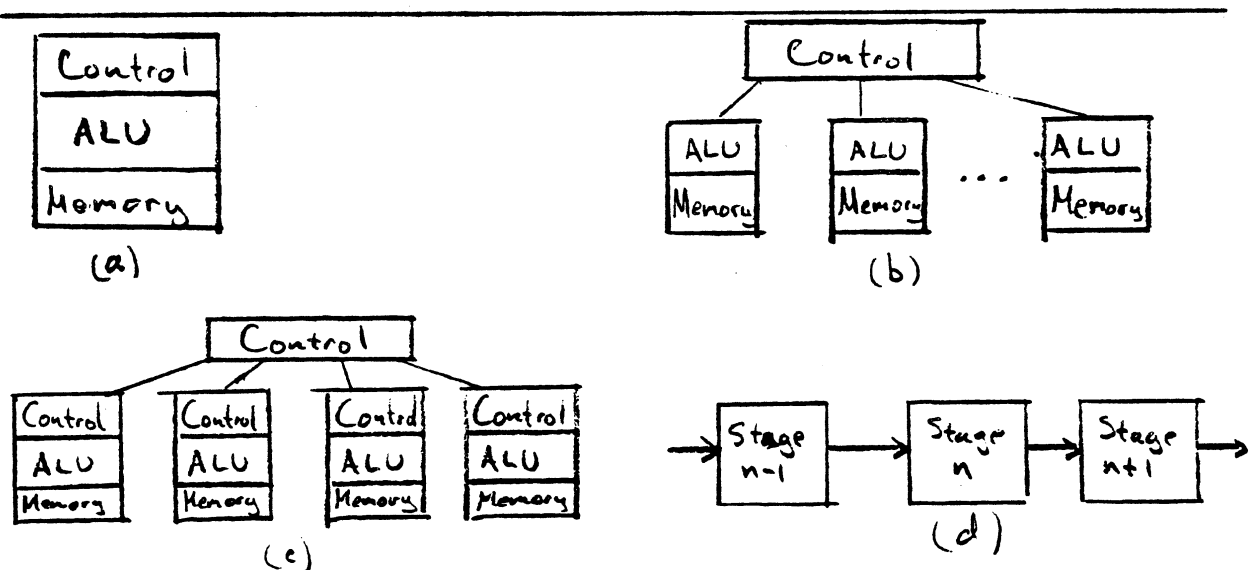 Control
ALU
Memory
(a)
Control
ALU ALU ... ALU
Memory Memory Memory
(b)
Control
Control Control Control Control
ALU ALU ALU ALU
Memory Memory Memory Memory
(c)
Stage Stage Stage
n-1 n n+1
(d)